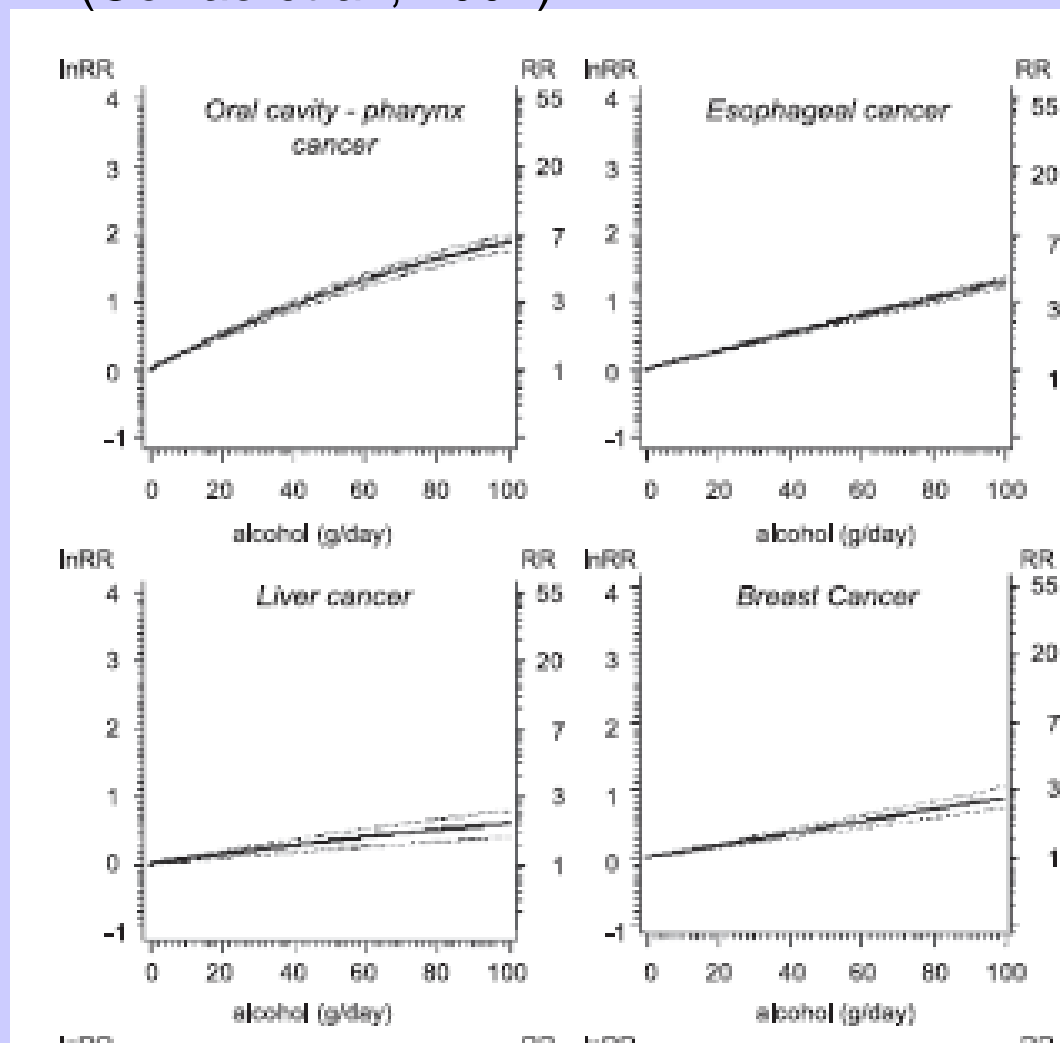 InRR RR InRR RR
Oral cavity - pharynx
cancer
Esophageal cancer
4 55 4 55
3 20 3 20
2 7 2 7
1 3 1 3
0 1 0 1
-1 -1
0 20 40 60 80 100 0 20 40 60 80 100
alcohol (g/day) alcohol (g/day)
InRR RR InRR RR
Liver cancer Breast Cancer
4 55 4 55
3 20 3 20
2 7 2 7
1 3 1 3
0 1 0 1
-1 -1
0 20 40 60 80 100 0 20 40 60 80 100
alcohol (g/day) alcohol (g/day)